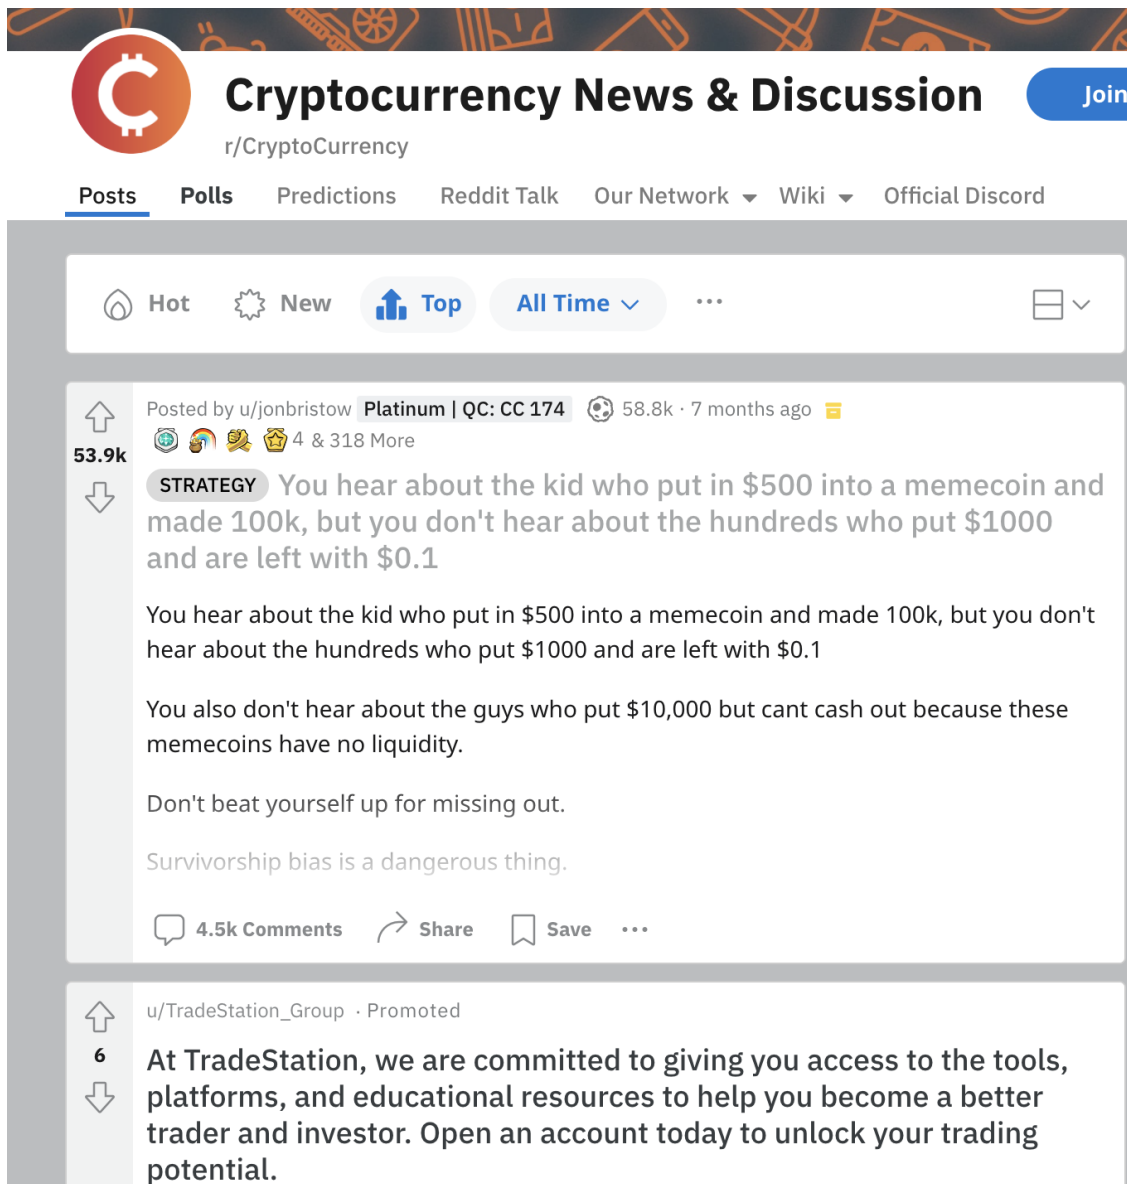 Cryptocurrency News & Discussion
Join
r/CryptoCurrency
Posts Polls Predictions Reddit Talk Our Network Wiki Official Discord
Hot New Top All Time ...
Posted by u/jonbristow Platinum | QC: CC 174 58.8k · 7 months ago
4 & 318 More
53.9k
STRATEGY You hear about the kid who put in $500 into a memecoin and
made 100k, but you don't hear about the hundreds who put $1000
and are left with $0.1
You hear about the kid who put in $500 into a memecoin and made 100k, but you don't
hear about the hundreds who put $1000 and are left with $0.1
You also don't hear about the guys who put $10,000 but cant cash out because these
memecoins have no liquidity.
Don't beat yourself up for missing out.
Survivorship bias is a dangerous thing.
4.5k Comments Share Save ...
u/TradeStation_Group · Promoted
6
At TradeStation, we are committed to giving you access to the tools,
platforms, and educational resources to help you become a better
trader and investor. Open an account today to unlock your trading
potential.